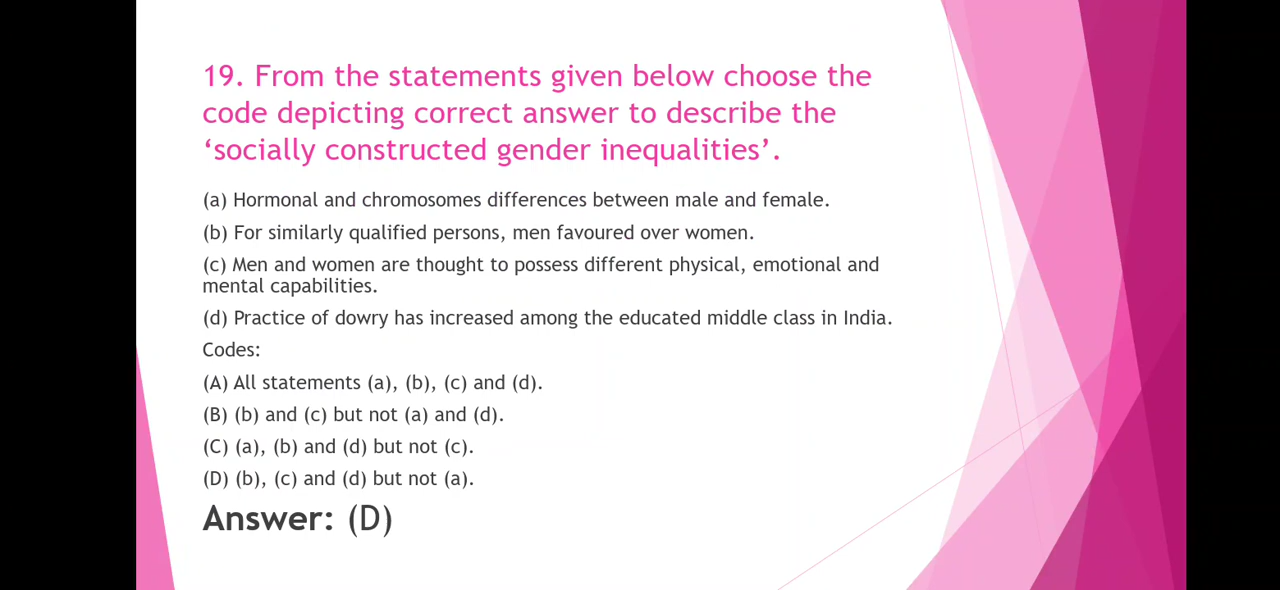 19. From the statements given below choose the
code depicting correct answer to describe the
‘socially constructed gender inequalities’.
(a) Hormonal and chromosomes differences between male and female.
(b) For similarly qualified persons, men favoured over women.
(c) Men and women are thought to possess different physical, emotional and
mental capabilities.
(d) Practice of dowry has increased among the educated middle class in India.
Codes:
(A) All statements (a), (b), (c) and (d).
(B) (b) and (c) but not (a) and (d).
(C) (a), (b) and (d) but not (c).
(D) (b), (c) and (d) but not (a).
Answer: (D)